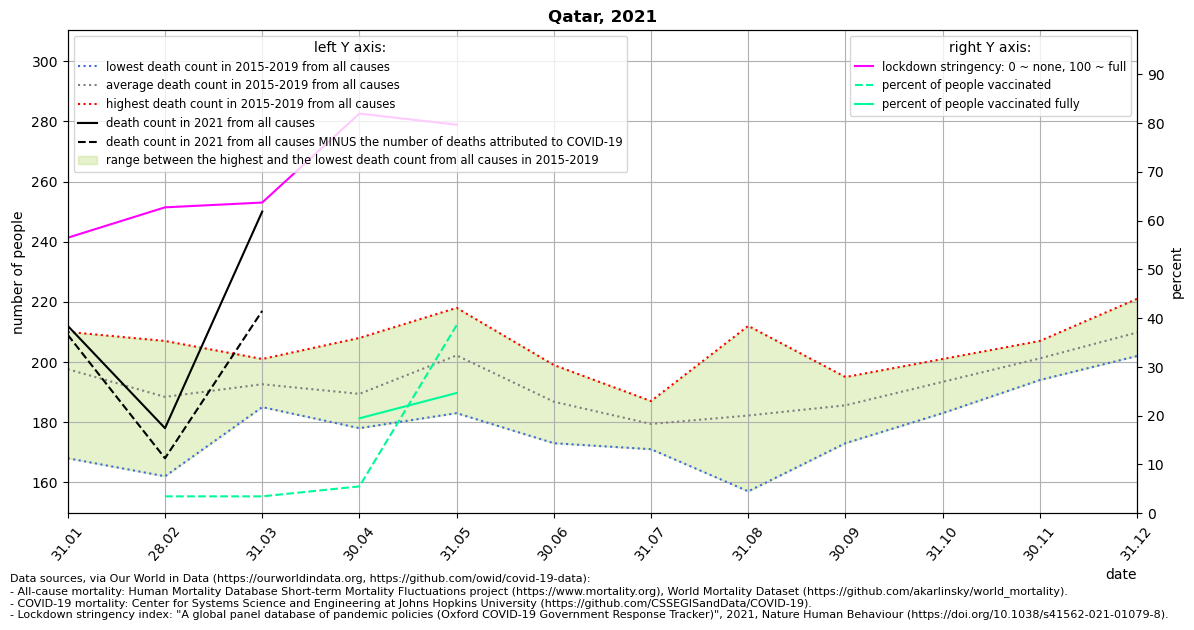 Qatar, 2021
left Y axis:
lowest death count in 2015-2019 from all causes
average death count in 2015-2019 from all causes
highest death count in 2015-2019 from all causes
death count in 2021 from all causes
death count in 2021 from all causes MINUS the number of deaths attributed to COVID-19
range between the highest and the lowest death count from all causes in 2015-2019
right Y axis:
lockdown stringency: 0 ~ none, 100 ~ full
percent of people vaccinated
percent of people vaccinated fully
number of people
300
280
260
240
220
200
180
160
percent
90
80
70
60
50
40
30
20
10
0
31.01
28.02
31.03
30.04
31.05
30.06
31.07
31.08
30.09
31.10
30.11
31.12
date
Data sources, via Our World in Data (https://ourworldindata.org, https://github.com/owid/covid-19-data):
- All-cause mortality: Human Mortality Database Short-term Mortality Fluctuations project (https://www.mortality.org), World Mortality Dataset (https://github.com/akarlinsky/world_mortality).
- COVID-19 mortality: Center for Systems Science and Engineering at Johns Hopkins University (https://github.com/CSSEGISandData/COVID-19).
- Lockdown stringency index: "A global panel database of pandemic policies (Oxford COVID-19 Government Response Tracker)", 2021, Nature Human Behaviour (https://doi.org/10.1038/s41562-021-01079-8).